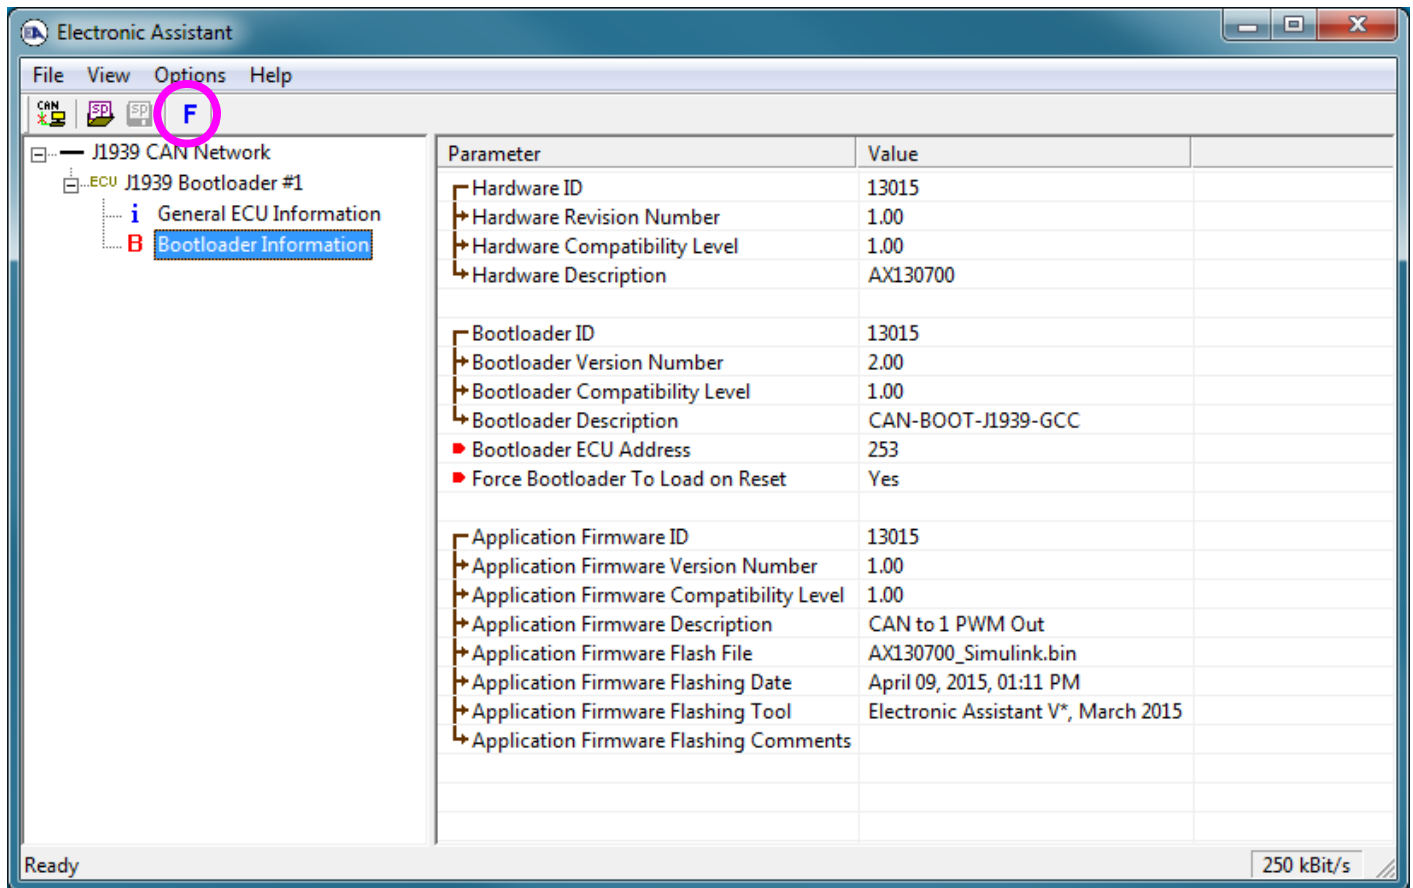 EA Electronic Assistant
File View Options Help
CAN SP SP F
J1939 CAN Network
ECU J1939 Bootloader #1
i General ECU Information
B Bootloader Information
Parameter Value
Hardware ID 13015
Hardware Revision Number 1.00
Hardware Compatibility Level 1.00
Hardware Description AX130700
Bootloader ID 13015
Bootloader Version Number 2.00
Bootloader Compatibility Level 1.00
Bootloader Description CAN-BOOT-J1939-GCC
Bootloader ECU Address 253
Force Bootloader To Load on Reset Yes
Application Firmware ID 13015
Application Firmware Version Number 1.00
Application Firmware Compatibility Level 1.00
Application Firmware Description CAN to 1 PWM Out
Application Firmware Flash File AX130700_Simulink.bin
Application Firmware Flashing Date April 09, 2015, 01:11 PM
Application Firmware Flashing Tool Electronic Assistant V*, March 2015
Application Firmware Flashing Comments
Ready 250 kBit/s